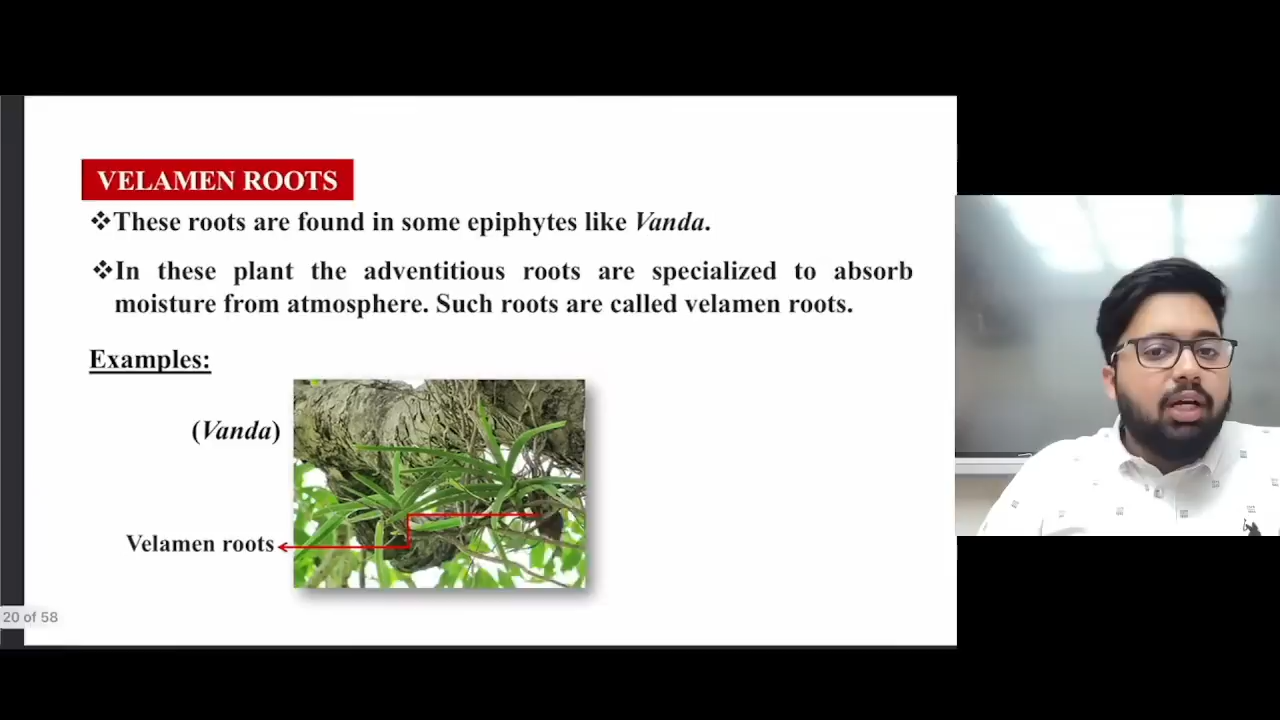 VELAMEN ROOTS
❖These roots are found in some epiphytes like Vanda.
❖In these plant the adventitious roots are specialized to absorb
moisture from atmosphere. Such roots are called velamen roots.
Examples:
(Vanda)
Velamen roots
20 of 58